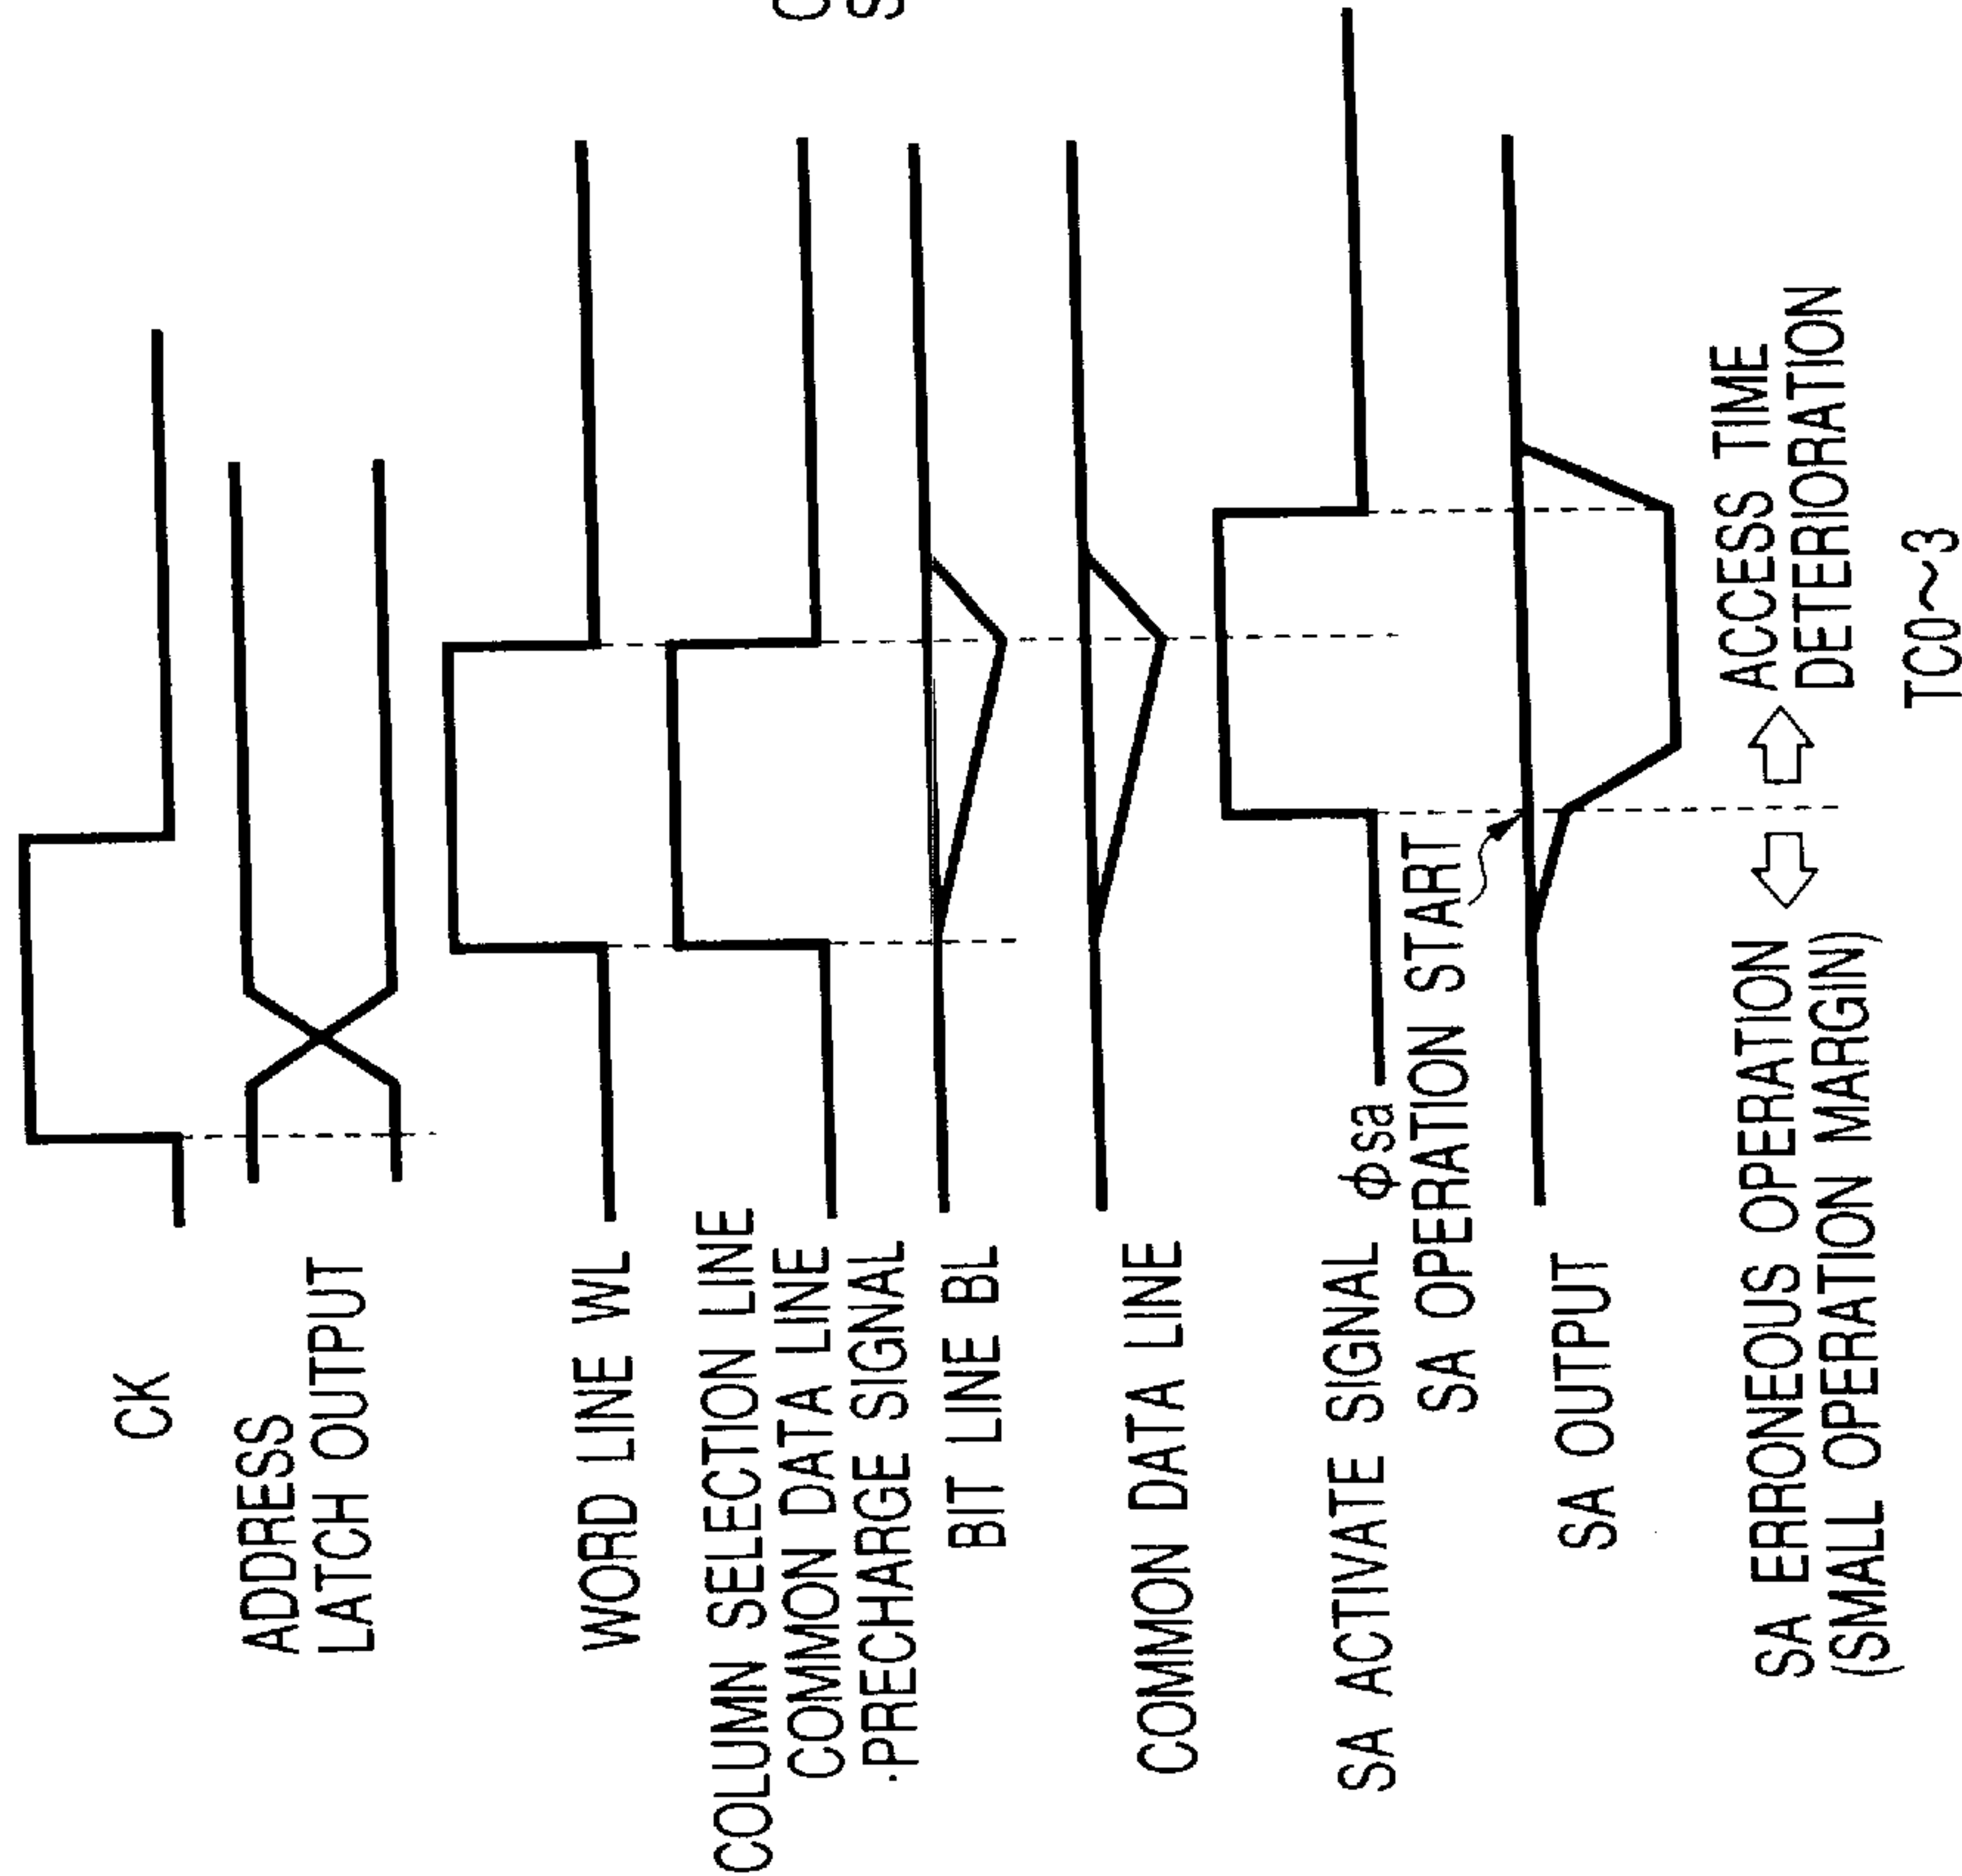 CK
ADDRESS
LATCH OUTPUT
WORD LINE WL
COLUMN SELECTION LINE
COMMON DATA LINE
PRECHARGE SIGNAL
BIT LINE BL
COMMON DATA LINE
SA ACTIVATE SIGNAL ϕsa
SA OPERATION START
SA OUTPUT
SA ERRONEOUS OPERATION
(SMALL OPERATION MARGIN)
ACCESS TIME
DETERIORATION
TC0~3